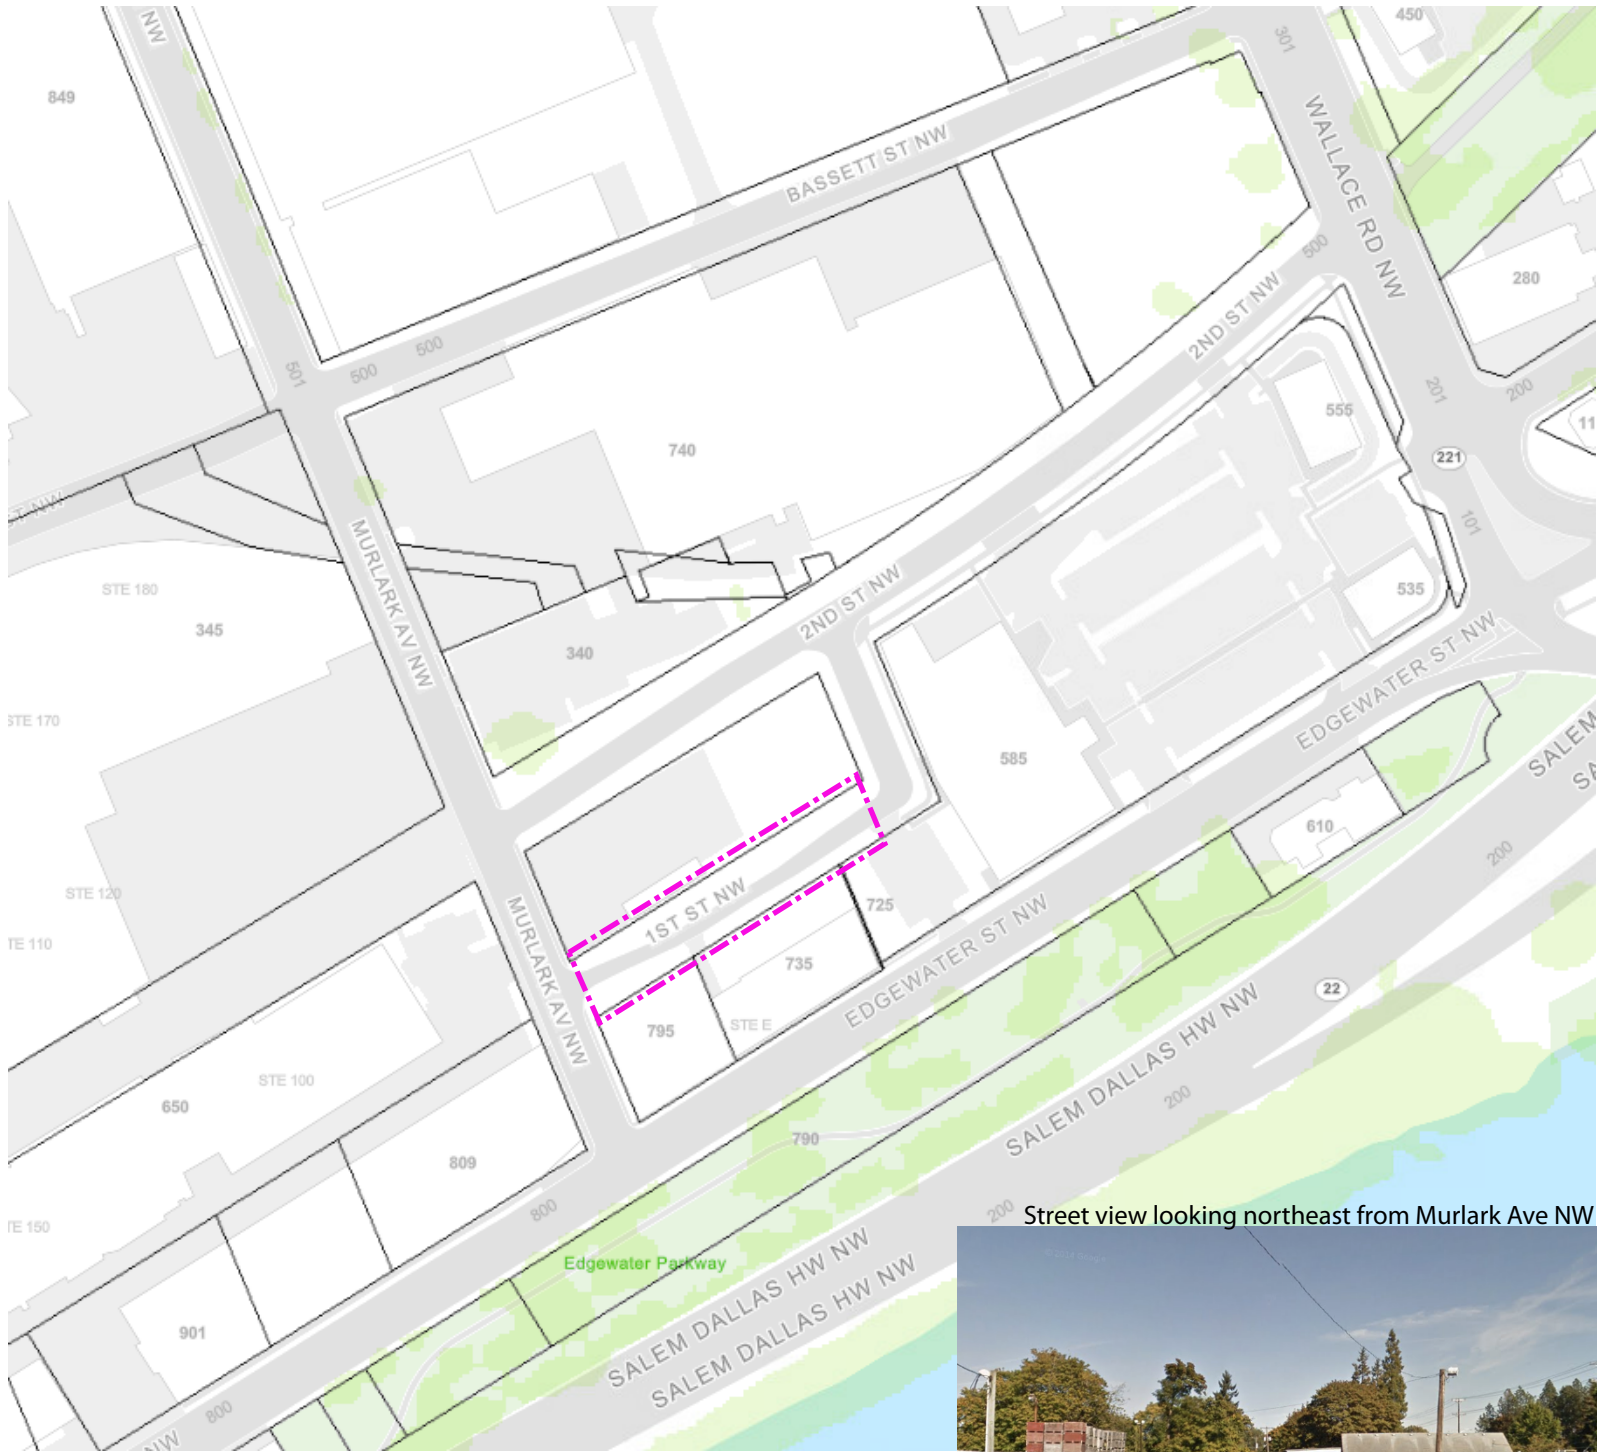 NW
450
301
849
WALLACE RD NW
BASSETT ST NW
280
500
2ND ST NW
500
501
500
200
201
555
11
740
221
ST NW
101
MURLARK AV NW
STE 180
535
2ND ST NW
345
340
EDGEWATER ST NW
STE 170
SALEM
585
610
200
STE 120
1ST ST NW
725
MURLARK AV NW
TE 110
735
EDGEWATER ST NW
22
795
STE E
STE 100
SALEM DALLAS HW NW
650
200
790
809
800
200
TE 150
Street view looking northeast from Murlark Ave NW
Edgewater Parkway
SALEM DALLAS HW NW
SALEM DALLAS HW NW
901
800
NW